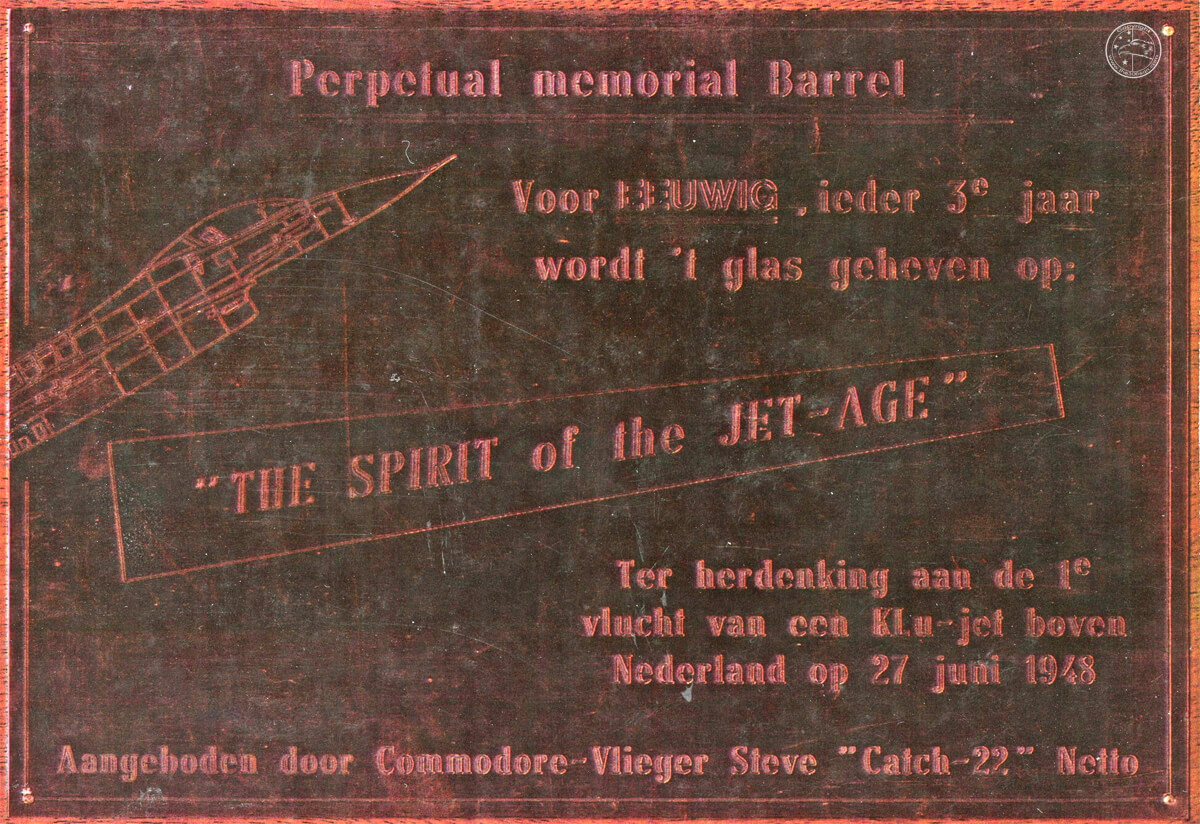 Perpetual memorial Barrel
Voor EEUWIG, ieder 3e jaar
wordt 't glas geheven op:
"THE SPIRIT of the JET-AGE"
Ter herdenking aan de 1e
vlucht van een KLu-jet boven
Nederland op 27 juni 1948
Aangeboden door Commodore-Vlieger Steve "Catch-22" Netto